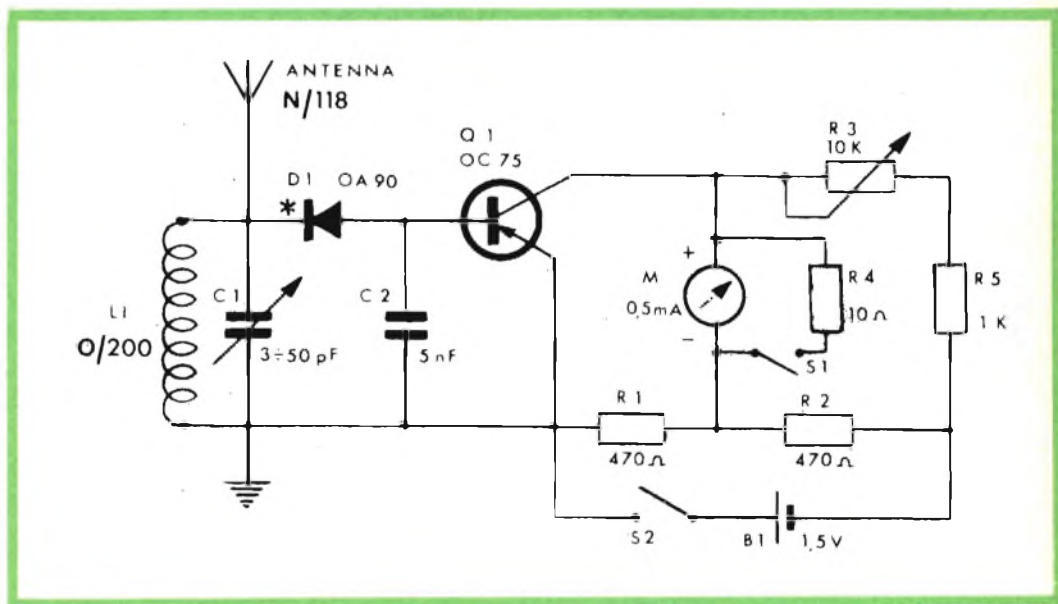 ANTENNA
N/118
Q 1
OC 75
R 3
10 K
D1 OA 90
*
L1
O/200
C 1
3÷50 pF
C 2
5 nF
M
0,5mA
+
−
R 4
10 Ω
S1
R 5
1 K
R 1
470 Ω
R 2
470 Ω
S2
B1
1,5 V